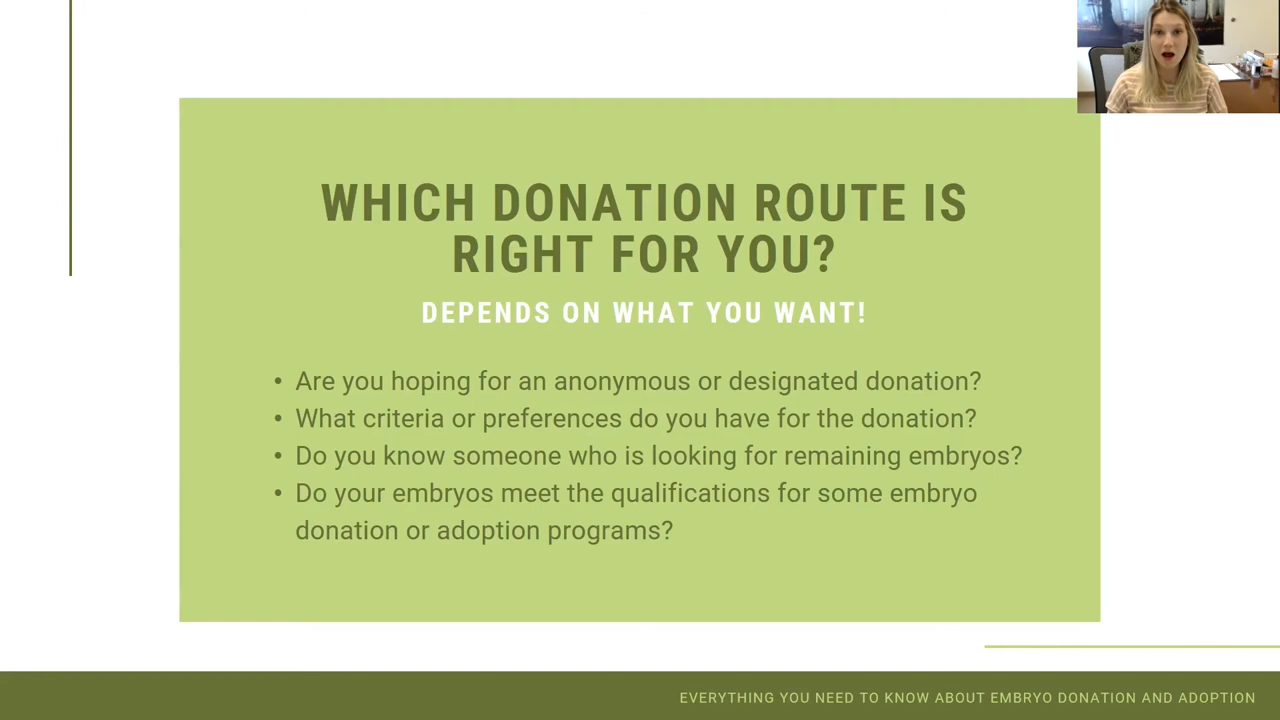 WHICH DONATION ROUTE IS
RIGHT FOR YOU?
DEPENDS ON WHAT YOU WANT!
• Are you hoping for an anonymous or designated donation?
• What criteria or preferences do you have for the donation?
• Do you know someone who is looking for remaining embryos?
• Do your embryos meet the qualifications for some embryo
donation or adoption programs?
EVERYTHING YOU NEED TO KNOW ABOUT EMBRYO DONATION AND ADOPTION